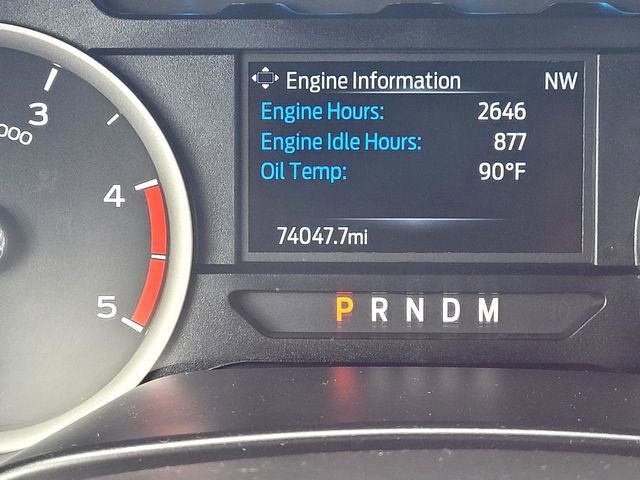 Engine Information NW
Engine Hours: 2646
Engine Idle Hours: 877
Oil Temp: 90°F
74047.7mi
P R N D M
3
4
5